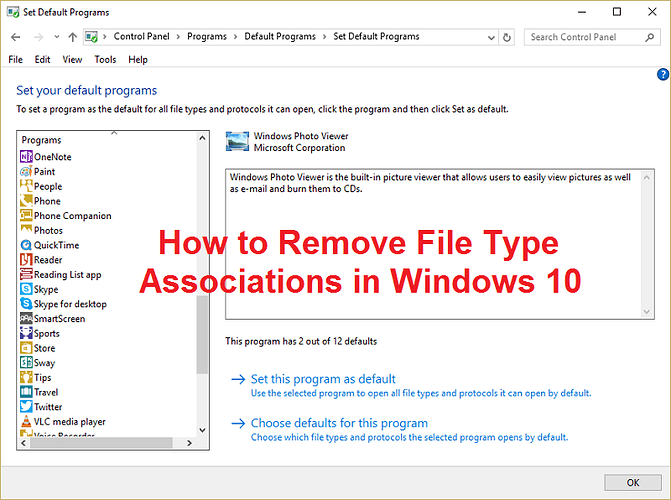 Set Default Programs
Control Panel > Programs > Default Programs > Set Default Programs
Search Control Panel
File Edit View Tools Help
Set your default programs
To set a program as the default for all file types and protocols it can open, click the program and then click Set as default.
Programs
OneNote
Paint
People
Phone
Phone Companion
Photos
QuickTime
Reader
Reading List app
Skype
Skype for desktop
SmartScreen
Sports
Store
Sway
Tips
Travel
Twitter
VLC media player
Voice Recorder
Windows Photo Viewer
Microsoft Corporation
Windows Photo Viewer is the built-in picture viewer that allows users to easily view pictures as well
as e-mail and burn them to CDs.
How to Remove File Type
Associations in Windows 10
This program has 2 out of 12 defaults
Set this program as default
Use the selected program to open all file types and protocols it can open by default.
Choose defaults for this program
Choose which file types and protocols the selected program opens by default.
OK